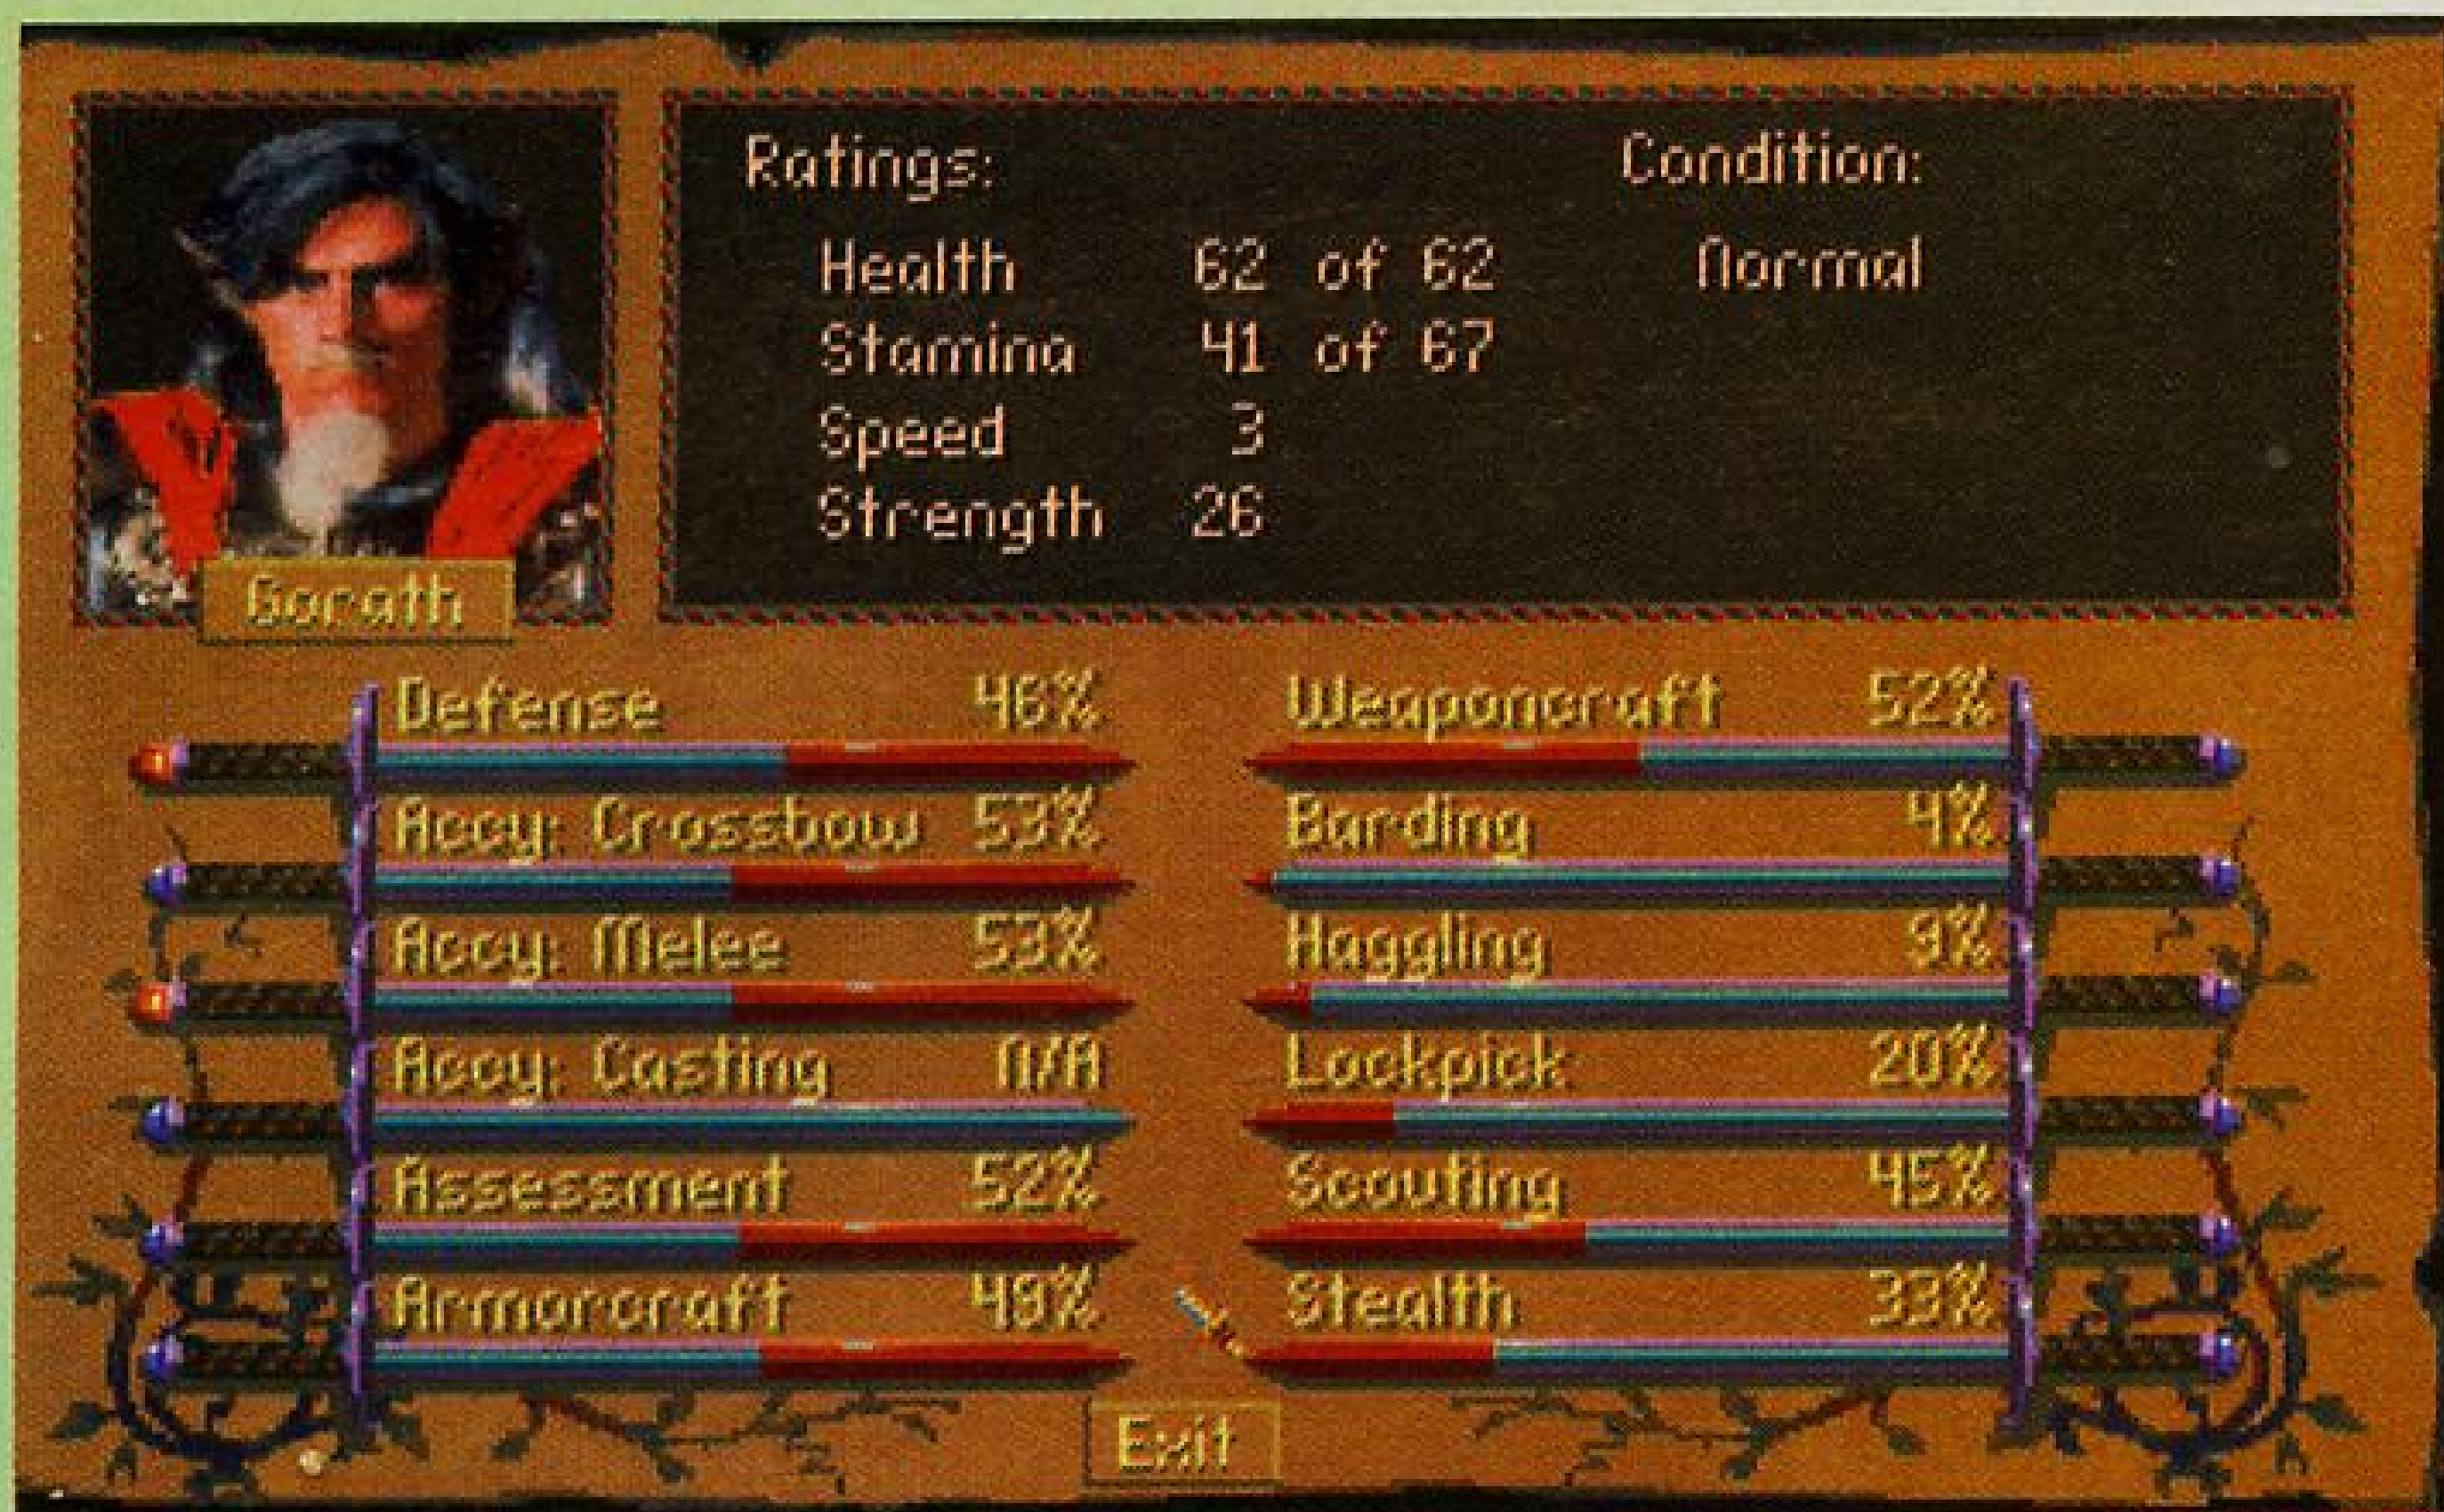 Ratings: Condition:
Health 62 of 62 Normal
Stamina 41 of 67
Speed 3
Strength 26
Gorath
Defense 46% Weaponcraft 52%
Accy: Crossbow 53% Barding 4%
Accy: Melee 53% Haggling 9%
Accy: Casting N/A Lockpick 20%
Assessment 52% Scouting 45%
Armorcraft 49% Stealth 33%
Exit